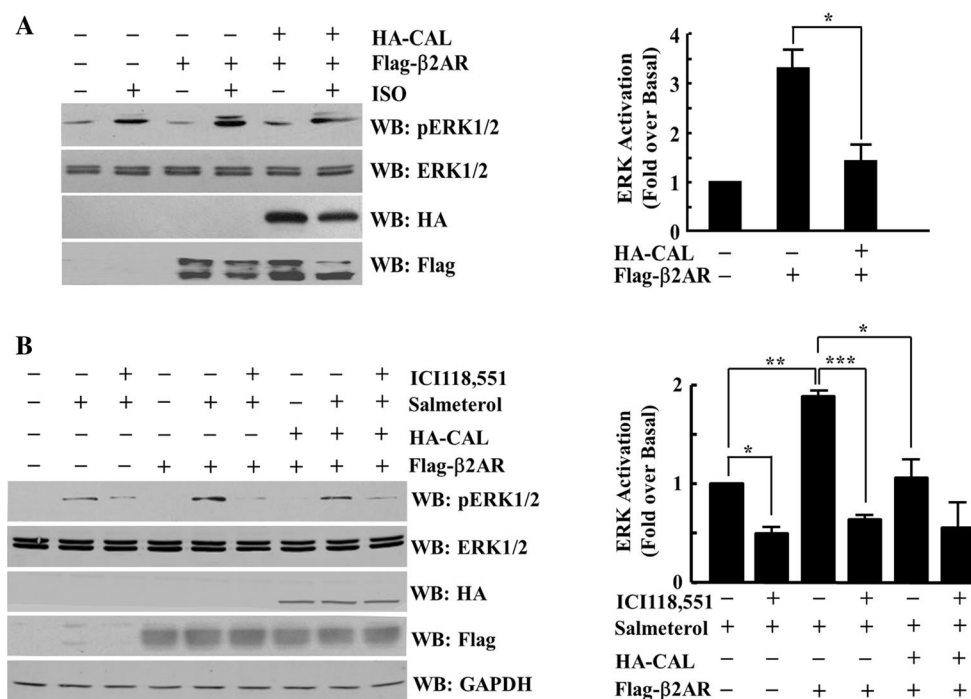 A
– – – – + + HA-CAL
– – + + + + Flag-β2AR
– + – + – + ISO
WB: pERK1/2
WB: ERK1/2
WB: HA
WB: Flag
ERK Activation
(Fold over Basal)
4
3
2
1
0
*
HA-CAL – – +
Flag-β2AR – + +
B
– – + – – + – – + ICI118,551
– + + – + + – + + Salmeterol
– – – – – – + + + HA-CAL
– – – + + + + + + Flag-β2AR
WB: pERK1/2
WB: ERK1/2
WB: HA
WB: Flag
WB: GAPDH
ERK Activation
(Fold over Basal)
2
1
0
*
** ***
*
ICI118,551 – + – + – +
Salmeterol + + + + + +
HA-CAL – – – – + +
Flag-β2AR – – + + + +